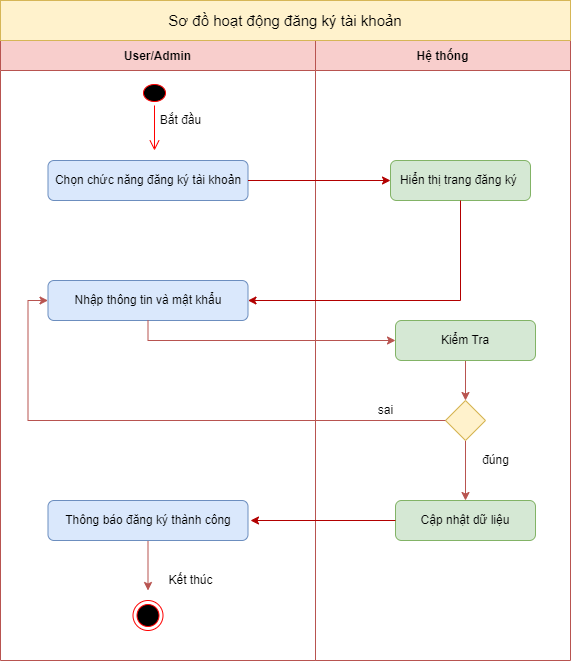 Sơ đồ hoạt động đăng ký tài khoản
User/Admin
Hệ thống
Bắt đầu
Chọn chức năng đăng ký tải khoản
Hiển thị trang đăng ký
Nhập thông tin và mật khẩu
Kiểm Tra
sai
đúng
Thông báo đăng ký thành công
Cập nhật dữ liệu
Kết thúc